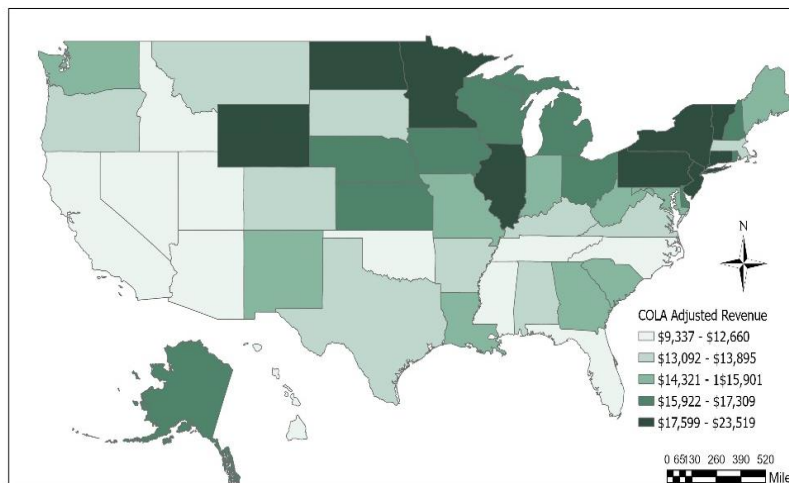 N
COLA Adjusted Revenue
$9,337 - $12,660
$13,092 - $13,895
$14,321 - 1$15,901
$15,922 - $17,309
$17,599 - $23,519
0 65130 260 390 520
Mile